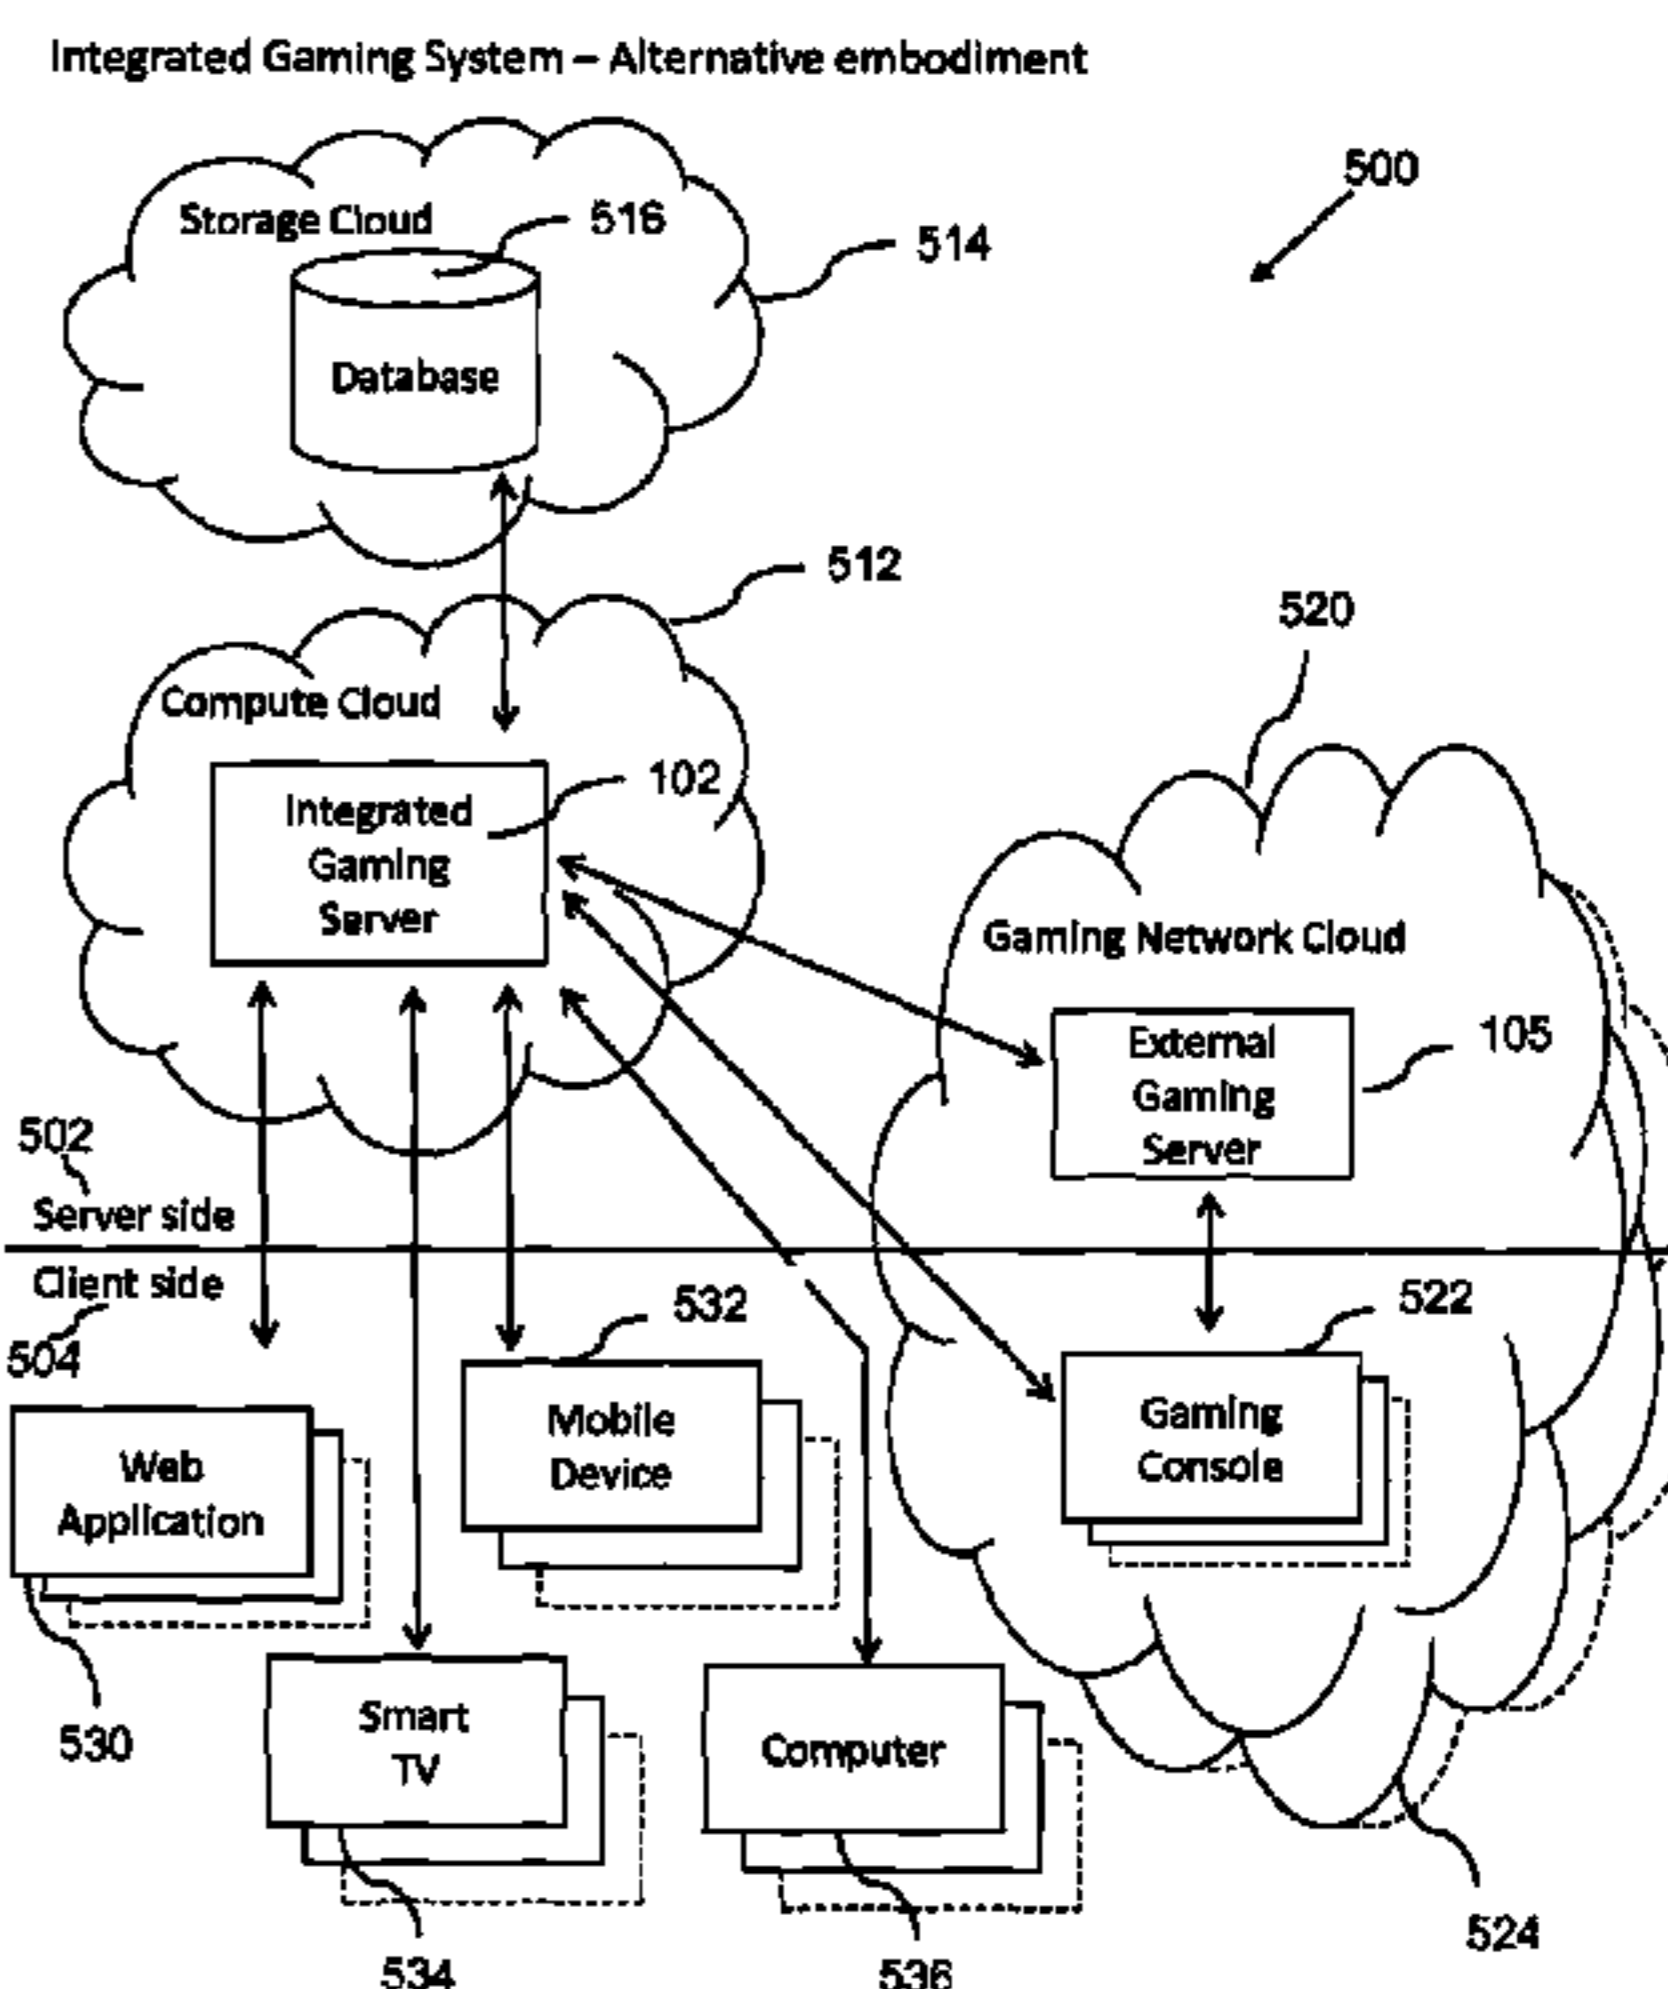 Integrated Gaming System – Alternative embodiment
500
Storage Cloud
516
514
Database
512
520
Compute Cloud
102
Integrated
Gaming
Server
Gaming Network Cloud
External
Gaming
Server
105
502
Server side
Client side
504
532
522
Mobile
Device
Gaming
Console
Web
Application
530
Smart
TV
Computer
524
534
536